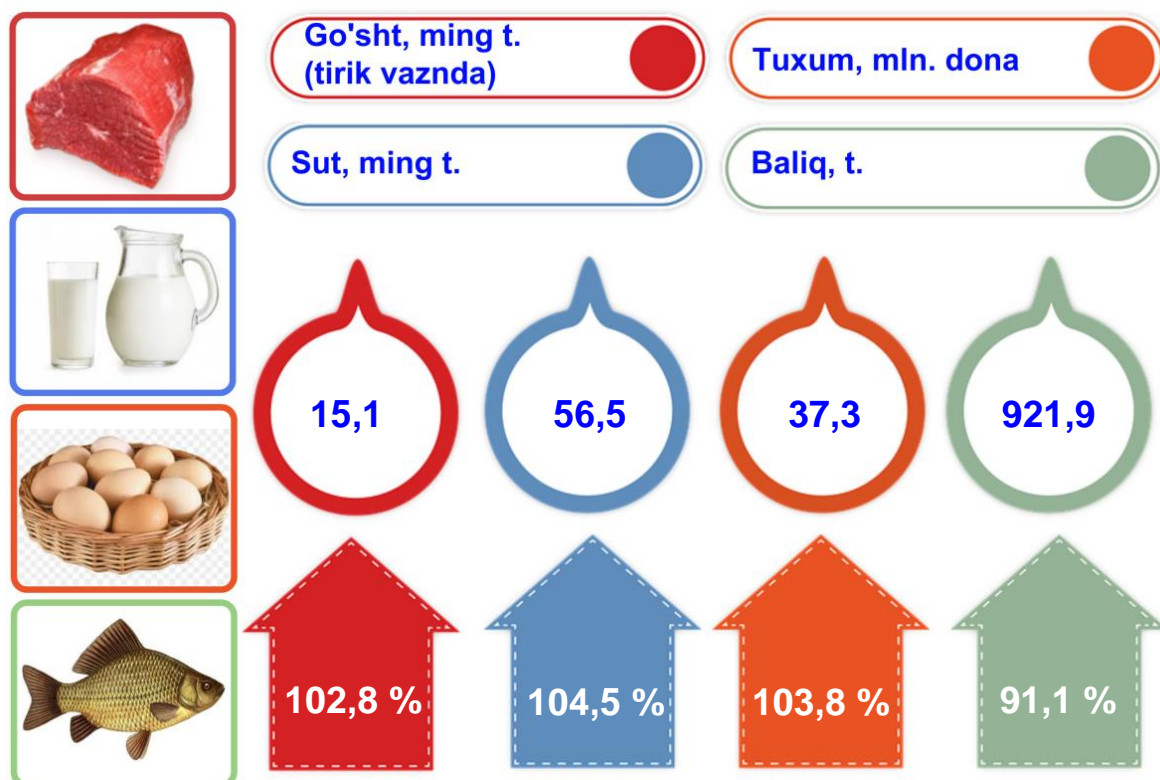 Go'sht, ming t.
(tirik vaznda)
Tuxum, mln. dona
Sut, ming t.
Baliq, t.
15,1
56,5
37,3
921,9
102,8 %
104,5 %
103,8 %
91,1 %